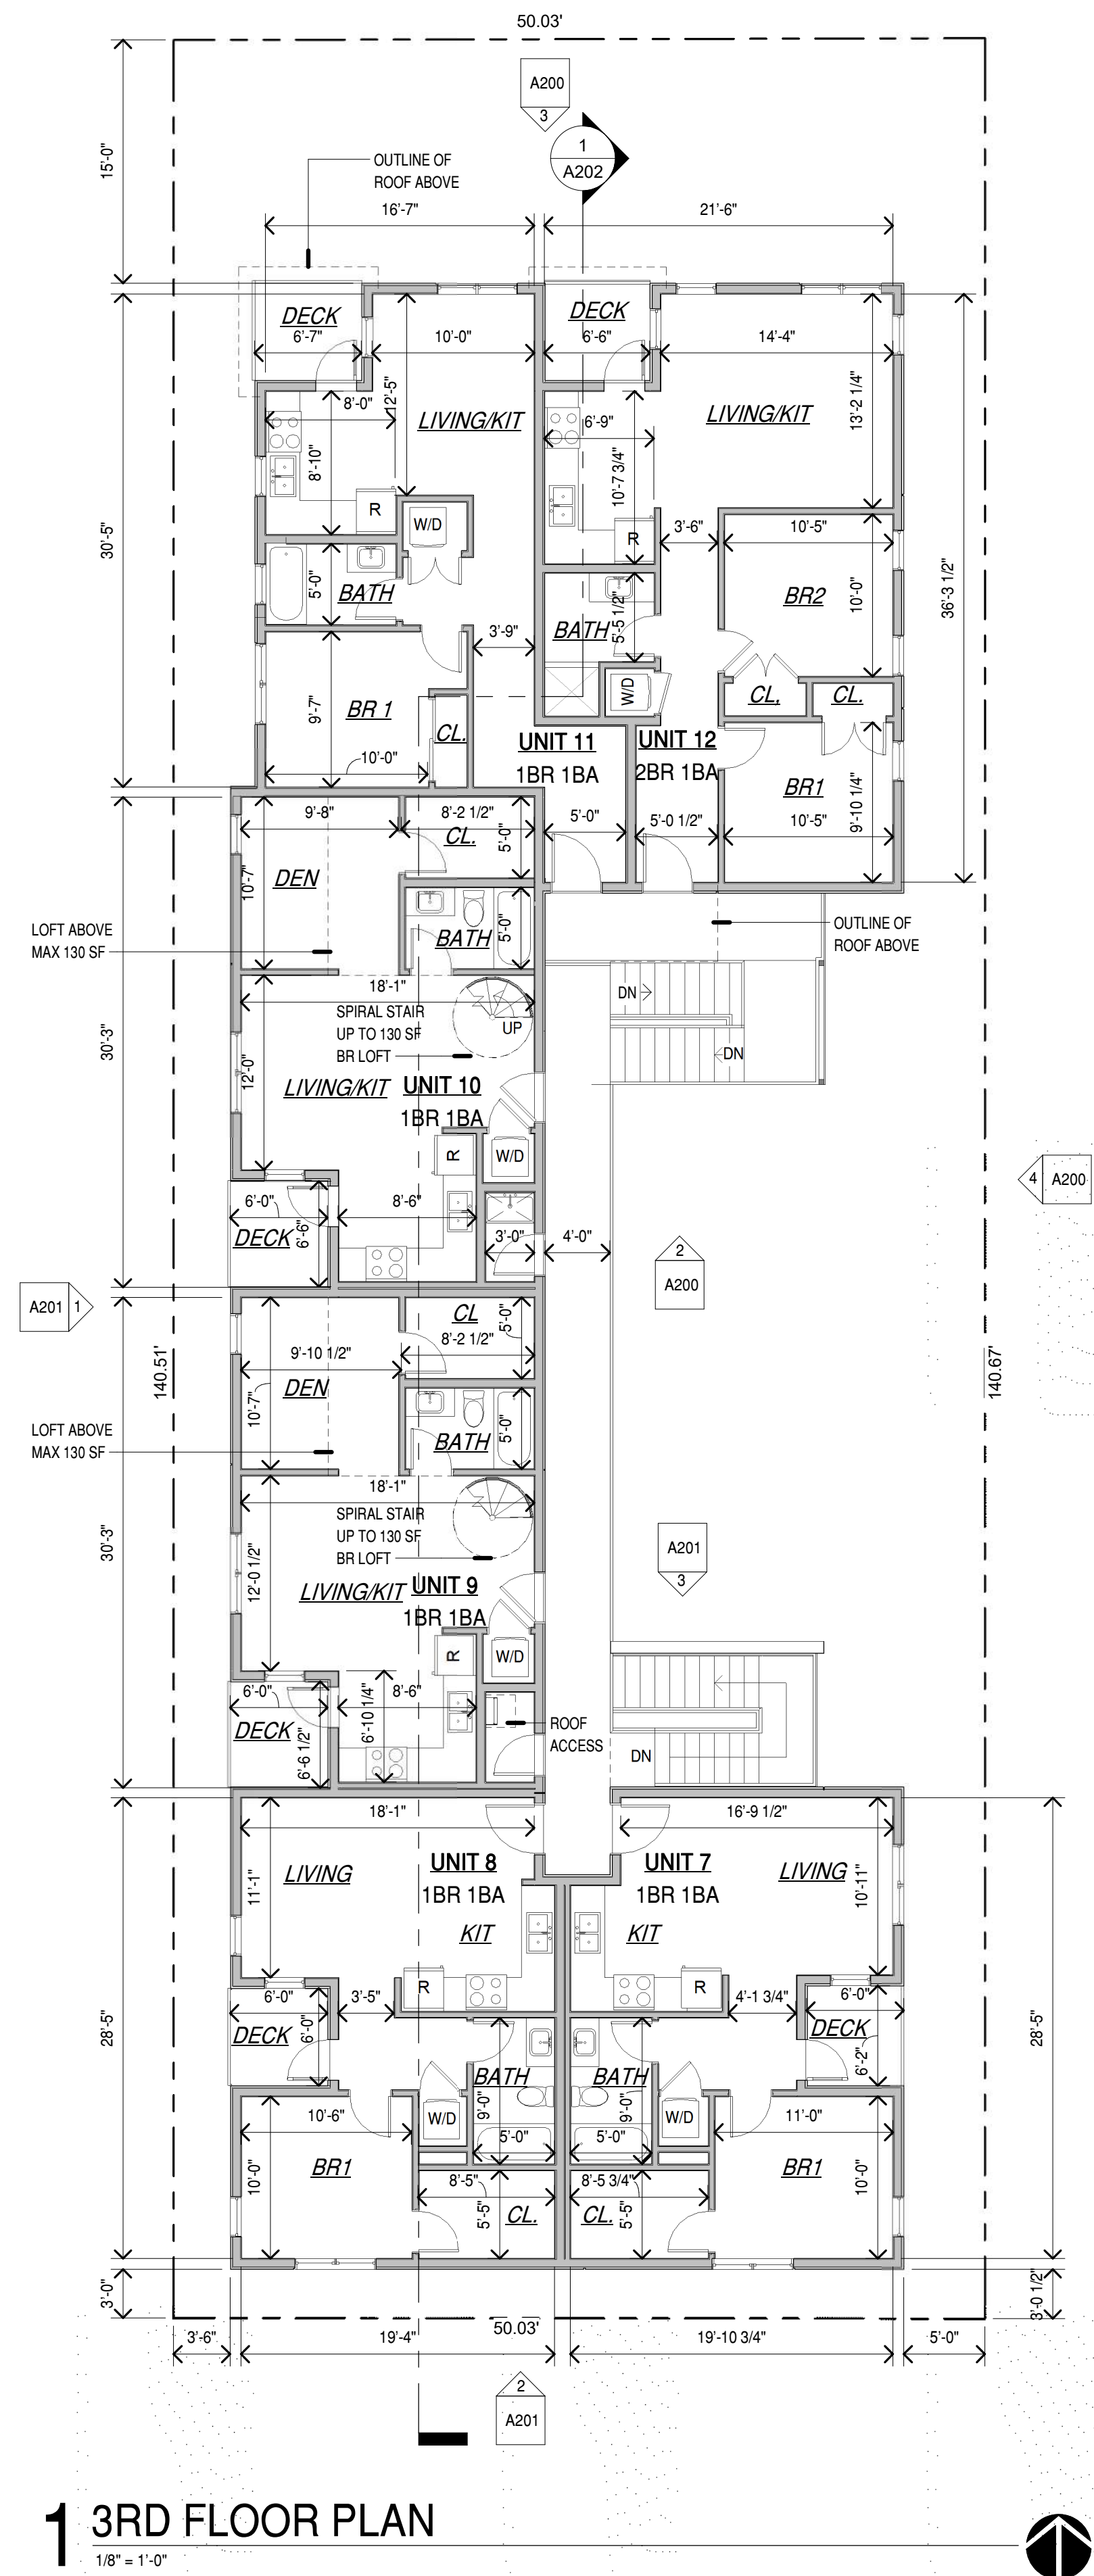 50.03'
A200
3
1
A202
15'-0"
OUTLINE OF
ROOF ABOVE
16'-7"
21'-6"
DECK
6'-7"
10'-0"
DECK
6'-6"
14'-4"
8'-0"
12'-5"
LIVING/KIT
6'-9"
LIVING/KIT
13'-2 1/4"
8'-10"
10'-7 3/4"
R
W/D
R
3'-6"
10'-5"
30'-5"
5'-0"
BATH
BR2
10'-0"
36'-3 1/2"
5'-5 1/2"
BATH
3'-9"
W/D
CL.
CL.
9'-7"
BR 1
CL.
10'-0"
UNIT 11
1BR 1BA
UNIT 12
2BR 1BA
BR1
9'-10 1/4"
9'-8"
8'-2 1/2"
CL.
5'-0"
5'-0"
5'-0 1/2"
10'-5"
DEN
10'-7"
LOFT ABOVE
MAX 130 SF
BATH
5'-0"
OUTLINE OF
ROOF ABOVE
18'-1"
SPIRAL STAIR
UP TO 130 SF
BR LOFT
UP
DN
DN
30'-3"
12'-0"
LIVING/KIT
UNIT 10
1BR 1BA
R
W/D
4
A200
6'-0"
8'-6"
DECK
6'-6"
3'-0"
4'-0"
2
A200
A201
1
CL
5'-0"
8'-2 1/2"
9'-10 1/2"
DEN
10'-7"
140.51'
140.67'
LOFT ABOVE
MAX 130 SF
BATH
5'-0"
18'-1"
SPIRAL STAIR
UP TO 130 SF
BR LOFT
30'-3"
12'-0 1/2"
A201
3
LIVING/KIT
UNIT 9
1BR 1BA
R
W/D
6'-0"
8'-6"
DECK
6'-6 1/2"
6'-10 1/4"
ROOF
ACCESS
DN
18'-1"
16'-9 1/2"
LIVING
UNIT 8
1BR 1BA
UNIT 7
1BR 1BA
LIVING
11'-1"
10'-11"
KIT
KIT
R
R
6'-0"
3'-5"
4'-1 3/4"
6'-0"
DECK
6'-0"
DECK
6'-2"
28'-5"
28'-5"
BATH
BATH
W/D
9'-0"
9'-0"
W/D
10'-6"
5'-0"
5'-0"
11'-0"
BR1
10'-0"
BR1
10'-0"
8'-5"
8'-5 3/4"
5'-5"
CL.
CL.
5'-5"
3'-0"
3'-0 1/2"
50.03'
3'-6"
19'-4"
19'-10 3/4"
5'-0"
2
A201
1
3RD FLOOR PLAN
1/8" = 1'-0"